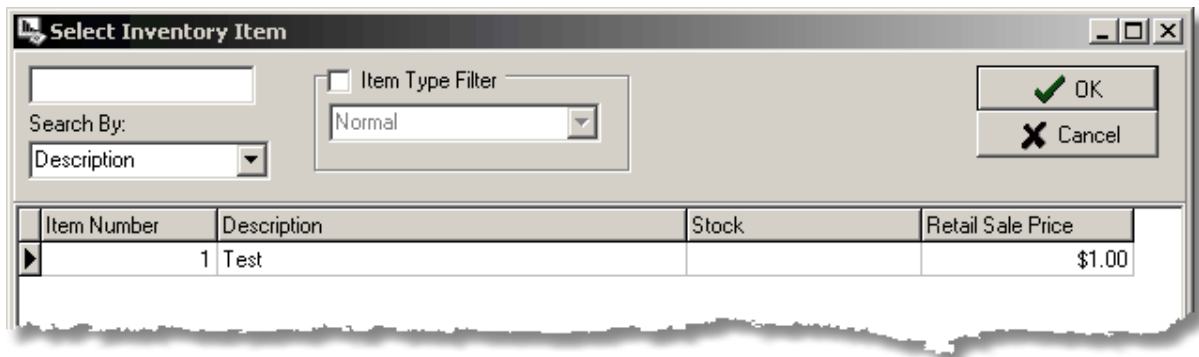 Select Inventory Item
Item Type Filter
OK
Normal
Search By:
Cancel
Description
Item Number Description Stock Retail Sale Price
1 Test $1.00